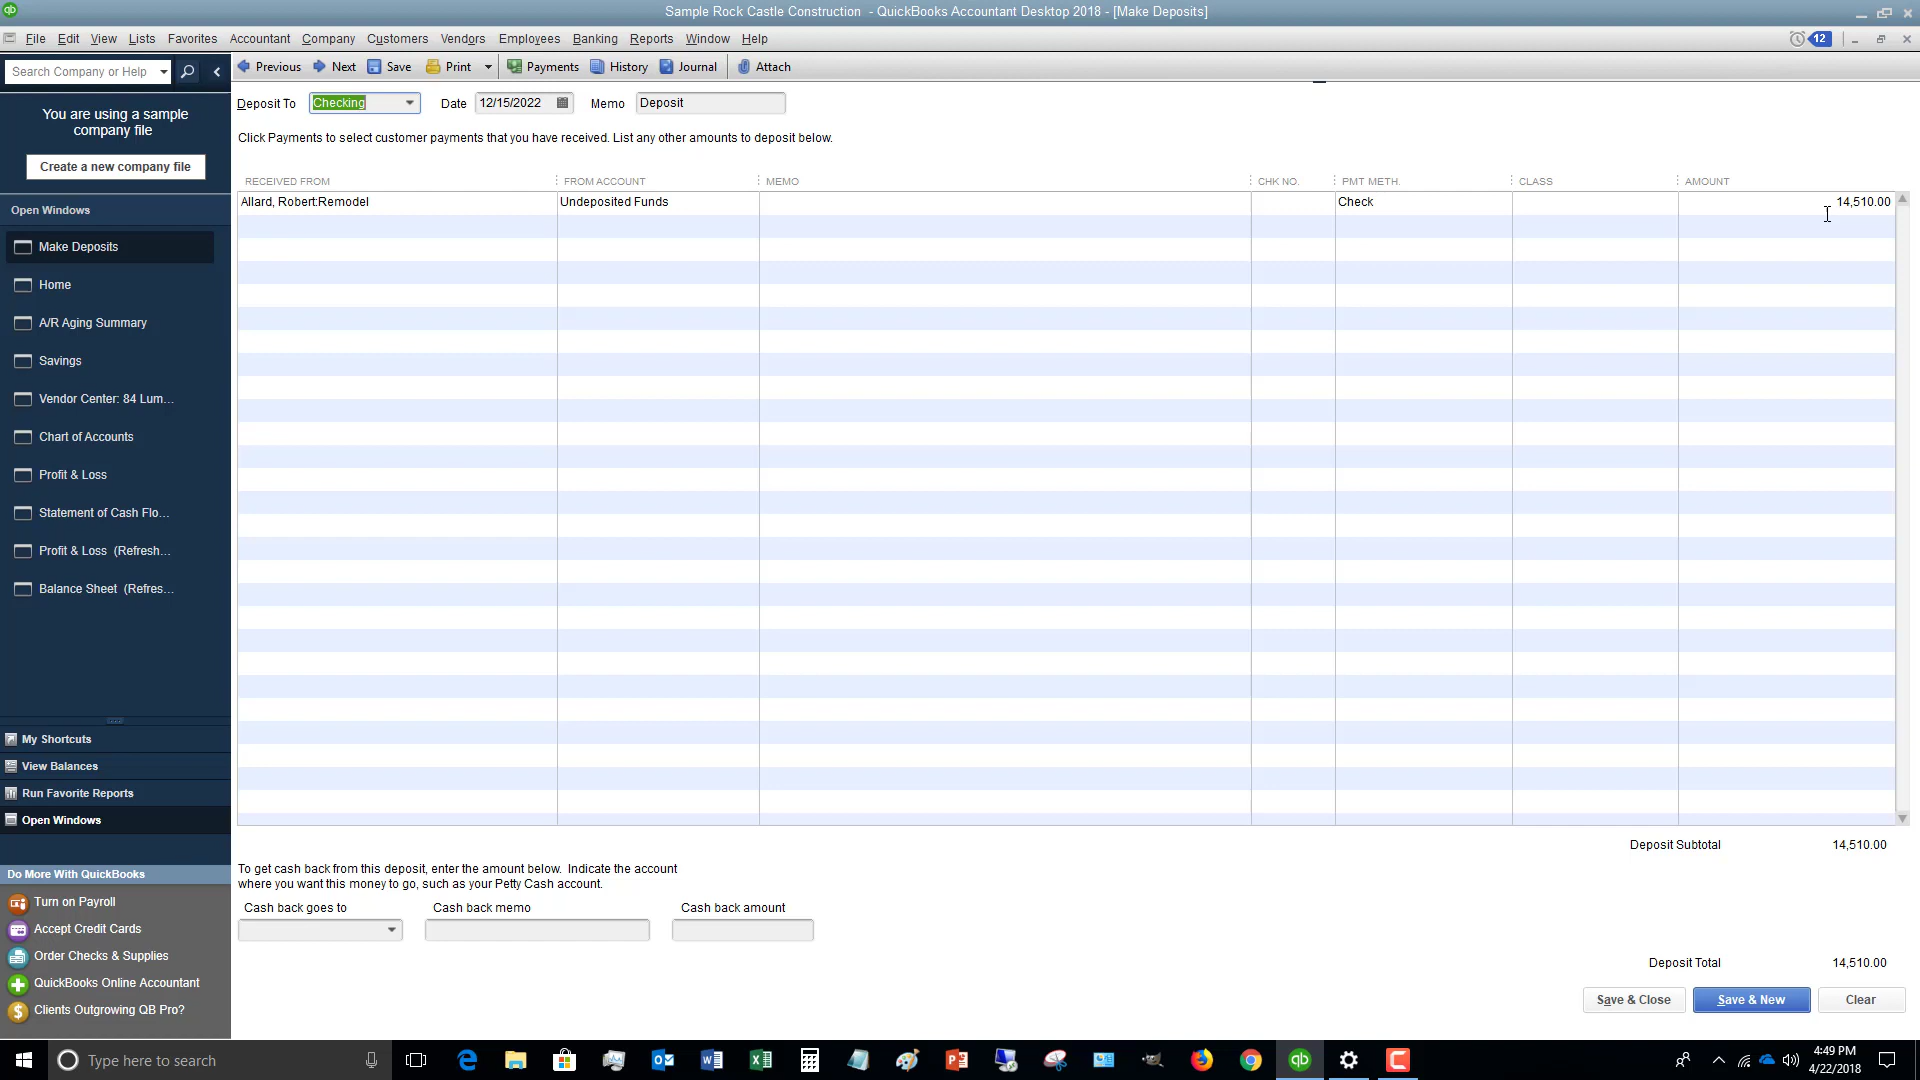 Sample Rock Castle Construction - QuickBooks Accountant Desktop 2018 - [Make Deposits]
File Edit View Lists Favorites Accountant Company Customers Vendors Employees Banking Reports Window Help
12
Search Company or Help
Previous Next Save Print Payments History Journal Attach
You are using a sample
company file
Create a new company file
Open Windows
Make Deposits
Home
A/R Aging Summary
Savings
Vendor Center: 84 Lum...
Chart of Accounts
Profit & Loss
Statement of Cash Flo...
Profit & Loss (Refresh...
Balance Sheet (Refres...
My Shortcuts
View Balances
Run Favorite Reports
Open Windows
Do More With QuickBooks
Turn on Payroll
Accept Credit Cards
Order Checks & Supplies
QuickBooks Online Accountant
Clients Outgrowing QB Pro?
Deposit To Checking Date 12/15/2022 Memo Deposit
Click Payments to select customer payments that you have received. List any other amounts to deposit below.
RECEIVED FROM FROM ACCOUNT MEMO CHK NO. PMT METH. CLASS AMOUNT
Allard, Robert:Remodel Undeposited Funds Check 14,510.00
Deposit Subtotal 14,510.00
To get cash back from this deposit, enter the amount below. Indicate the account
where you want this money to go, such as your Petty Cash account.
Cash back goes to Cash back memo Cash back amount
Deposit Total 14,510.00
Save & Close Save & New Clear
Type here to search
4:49 PM
4/22/2018